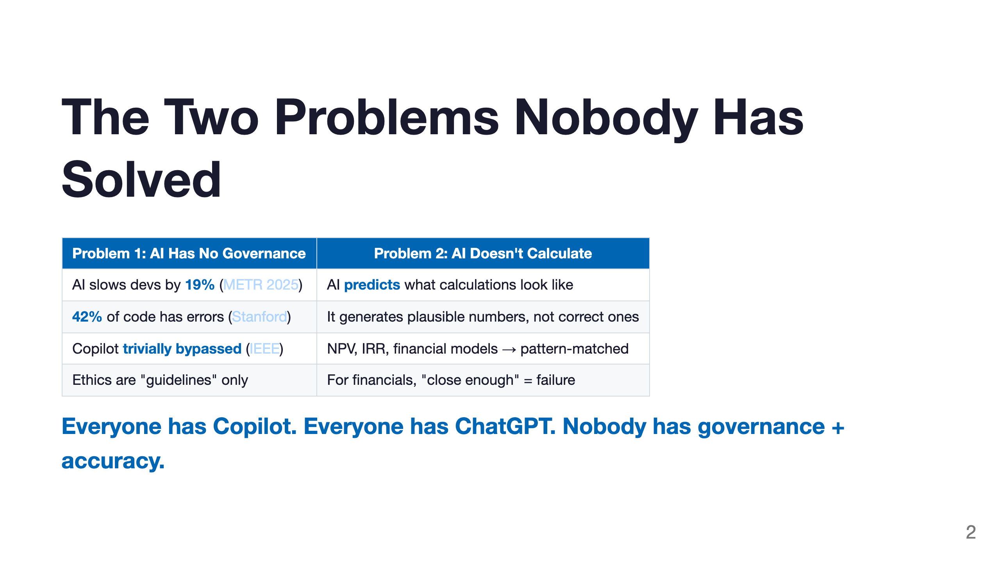 The Two Problems Nobody Has
Solved
Problem 1: AI Has No Governance
Problem 2: AI Doesn't Calculate
AI slows devs by 19% (METR 2025)
AI predicts what calculations look like
42% of code has errors (Stanford)
It generates plausible numbers, not correct ones
Copilot trivially bypassed (IEEE)
NPV, IRR, financial models → pattern-matched
Ethics are "guidelines" only
For financials, "close enough" = failure
Everyone has Copilot. Everyone has ChatGPT. Nobody has governance +
accuracy.
2